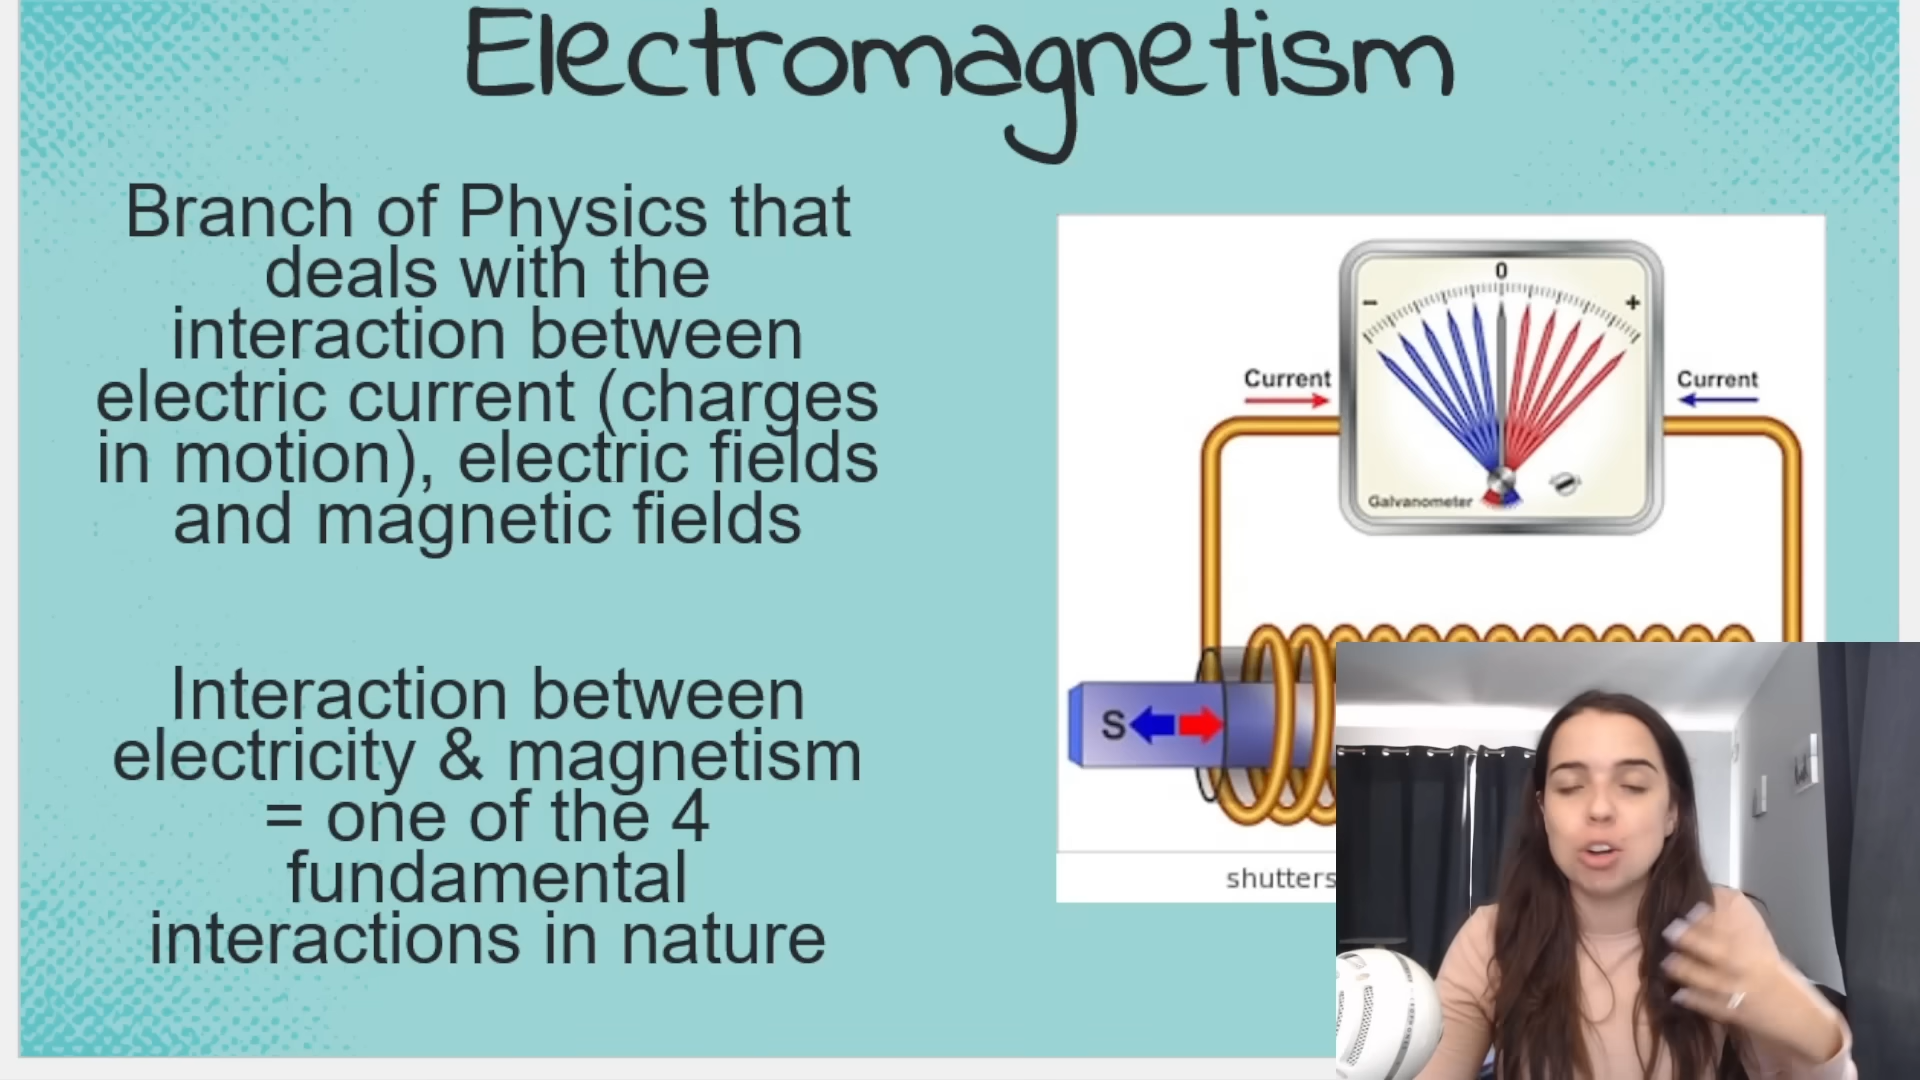 Electromagnetism
Branch of Physics that
deals with the
interaction between
electric current (charges
in motion), electric fields
and magnetic fields
Interaction between
electricity & magnetism
= one of the 4
fundamental
interactions in nature
0
- +
Current
Current
Galvanometer
S
shutters